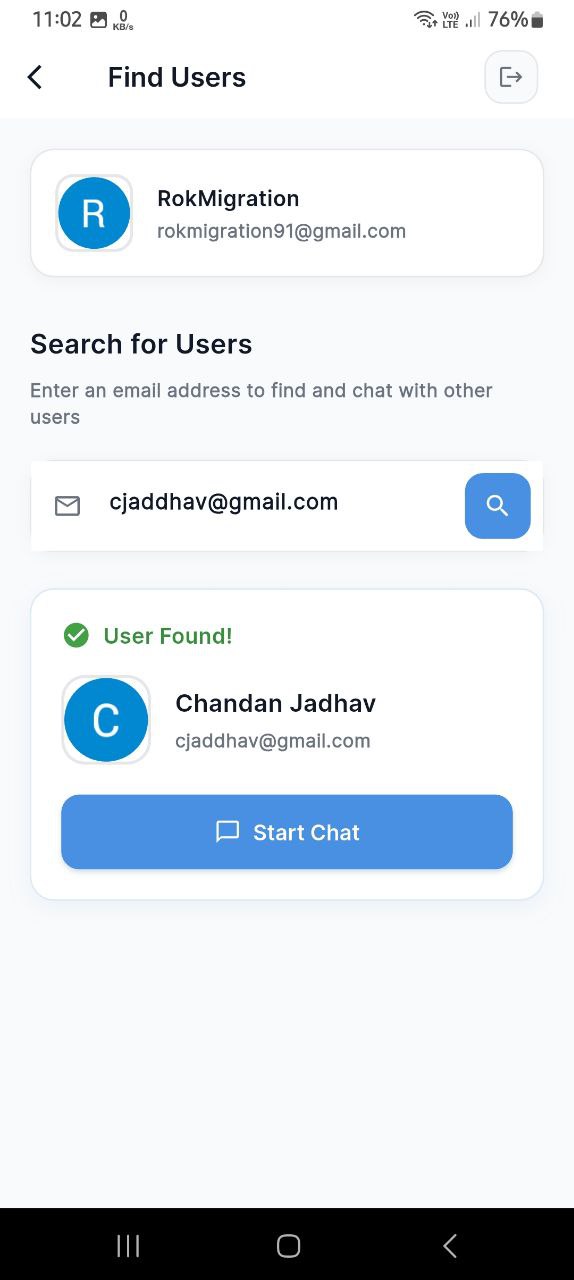 11:02 0 KB/s Vo)) LTE 76%
Find Users
R
RokMigration
rokmigration91@gmail.com
Search for Users
Enter an email address to find and chat with other
users
cjaddhav@gmail.com
User Found!
C
Chandan Jadhav
cjaddhav@gmail.com
Start Chat